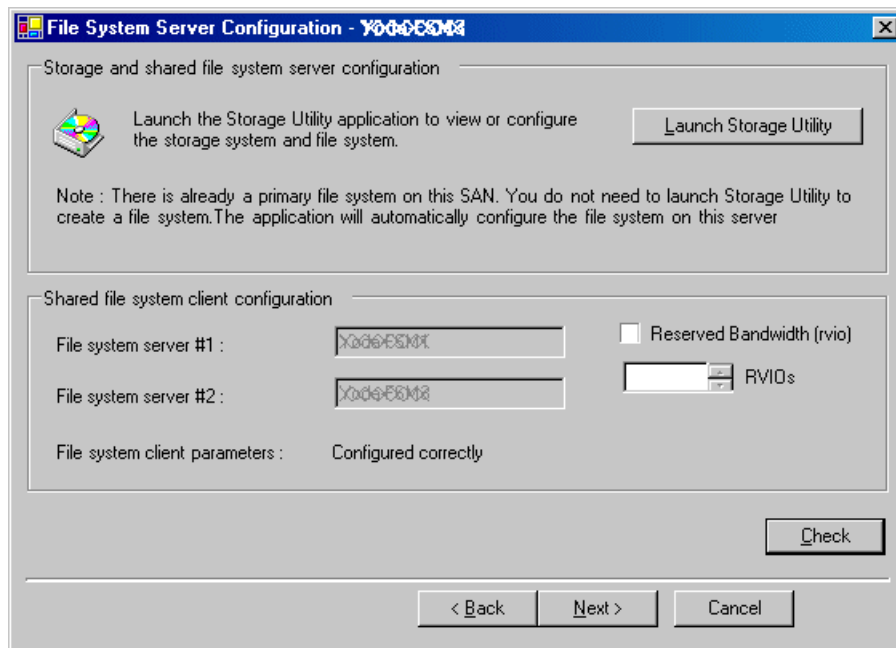 File System Server Configuration -
Storage and shared file system server configuration
Launch the Storage Utility application to view or configure
the storage system and file system.
Launch Storage Utility
Note : There is already a primary file system on this SAN. You do not need to launch Storage Utility to
create a file system.The application will automatically configure the file system on this server
Shared file system client configuration
File system server #1 :
Reserved Bandwidth (rvio)
RVIOs
File system server #2 :
File system client parameters :
Configured correctly
Check
< Back
Next >
Cancel